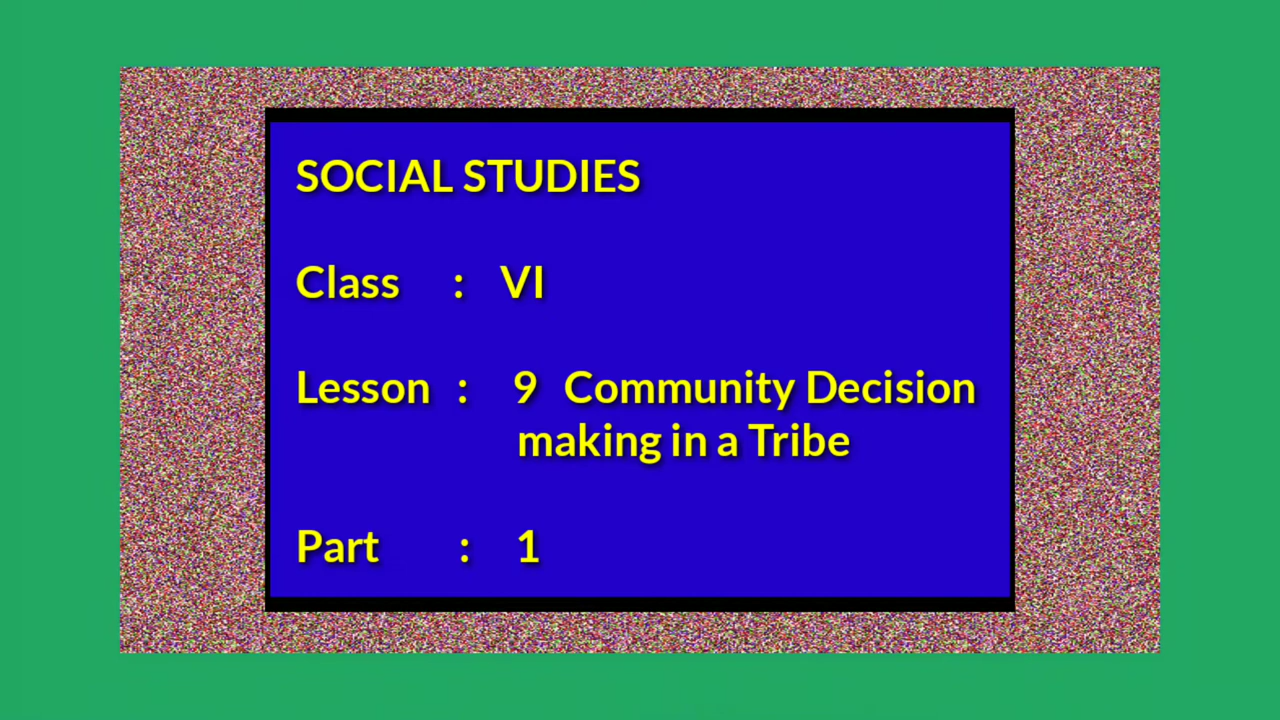 SOCIAL STUDIES
Class : VI
Lesson : 9 Community Decision
making in a Tribe
Part : 1